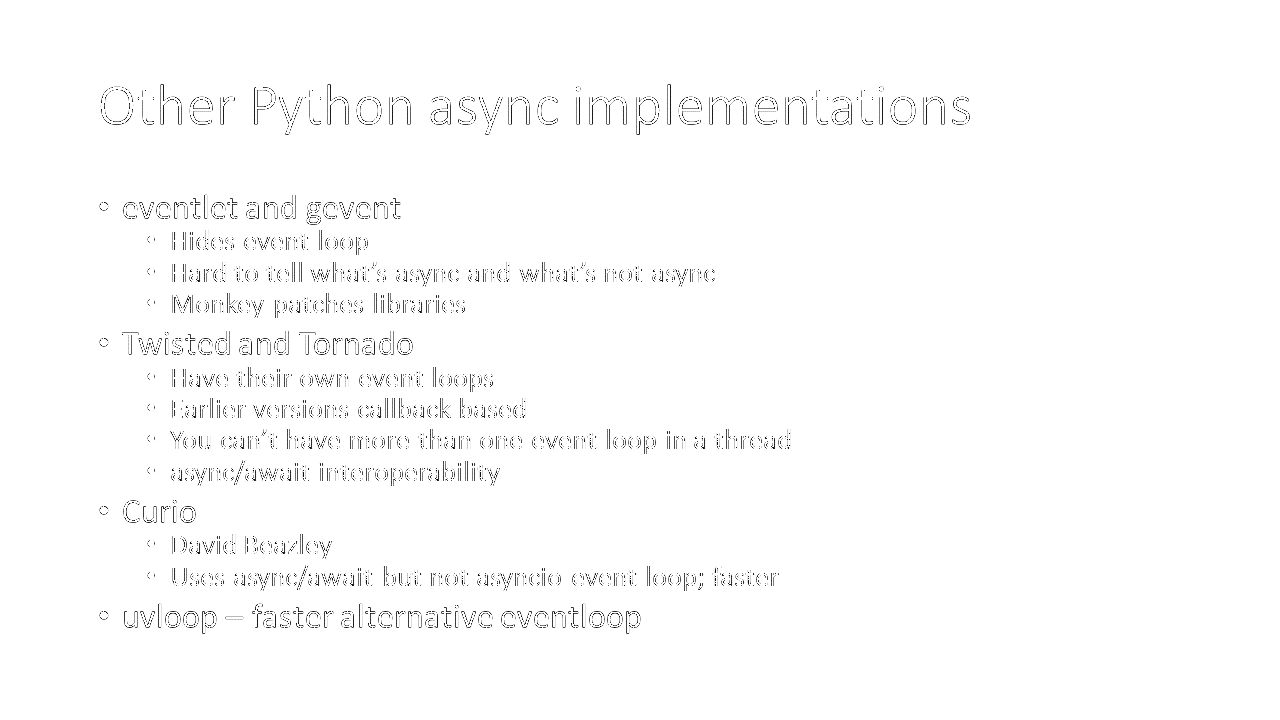 Other Python async implementations
• eventlet and gevent
• Hides event loop
• Hard to tell what’s async and what’s not async
• Monkey patches libraries
• Twisted and Tornado
• Have their own event loops
• Earlier versions callback based
• You can’t have more than one event loop in a thread
• async/await interoperability
• Curio
• David Beazley
• Uses async/await but not asyncio event loop; faster
• uvloop – faster alternative eventloop